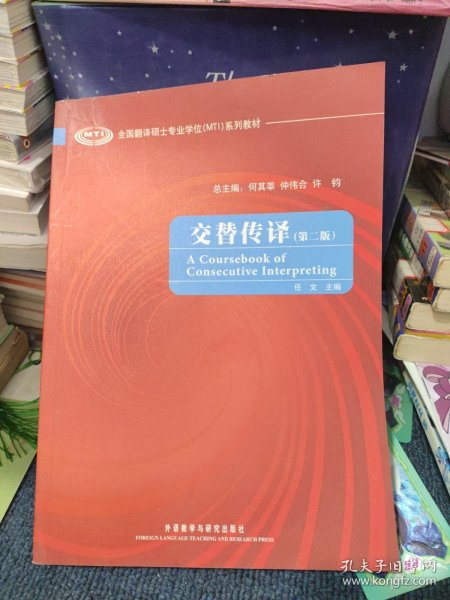 Th
MTI
全国翻译硕士专业学位(MTI)系列教材
总主编：何其莘 仲伟合 许 钧
交替传译(第二版)
A Coursebook of
Consecutive Interpreting
任 文 主编
外语教学与研究出版社
FOREIGN LANGUAGE TEACHING AND RESEARCH PRESS
孔夫子旧书网
www.kongfz.com